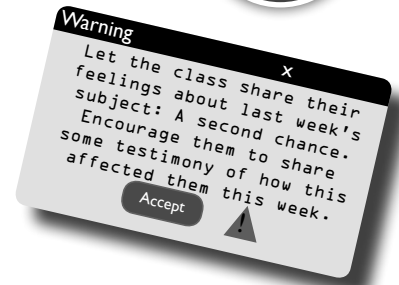 Warning
x
Let the class share their
feelings about last week's
subject: A second chance.
Encourage them to share
some testimony of how this
affected them this week.
Accept
!